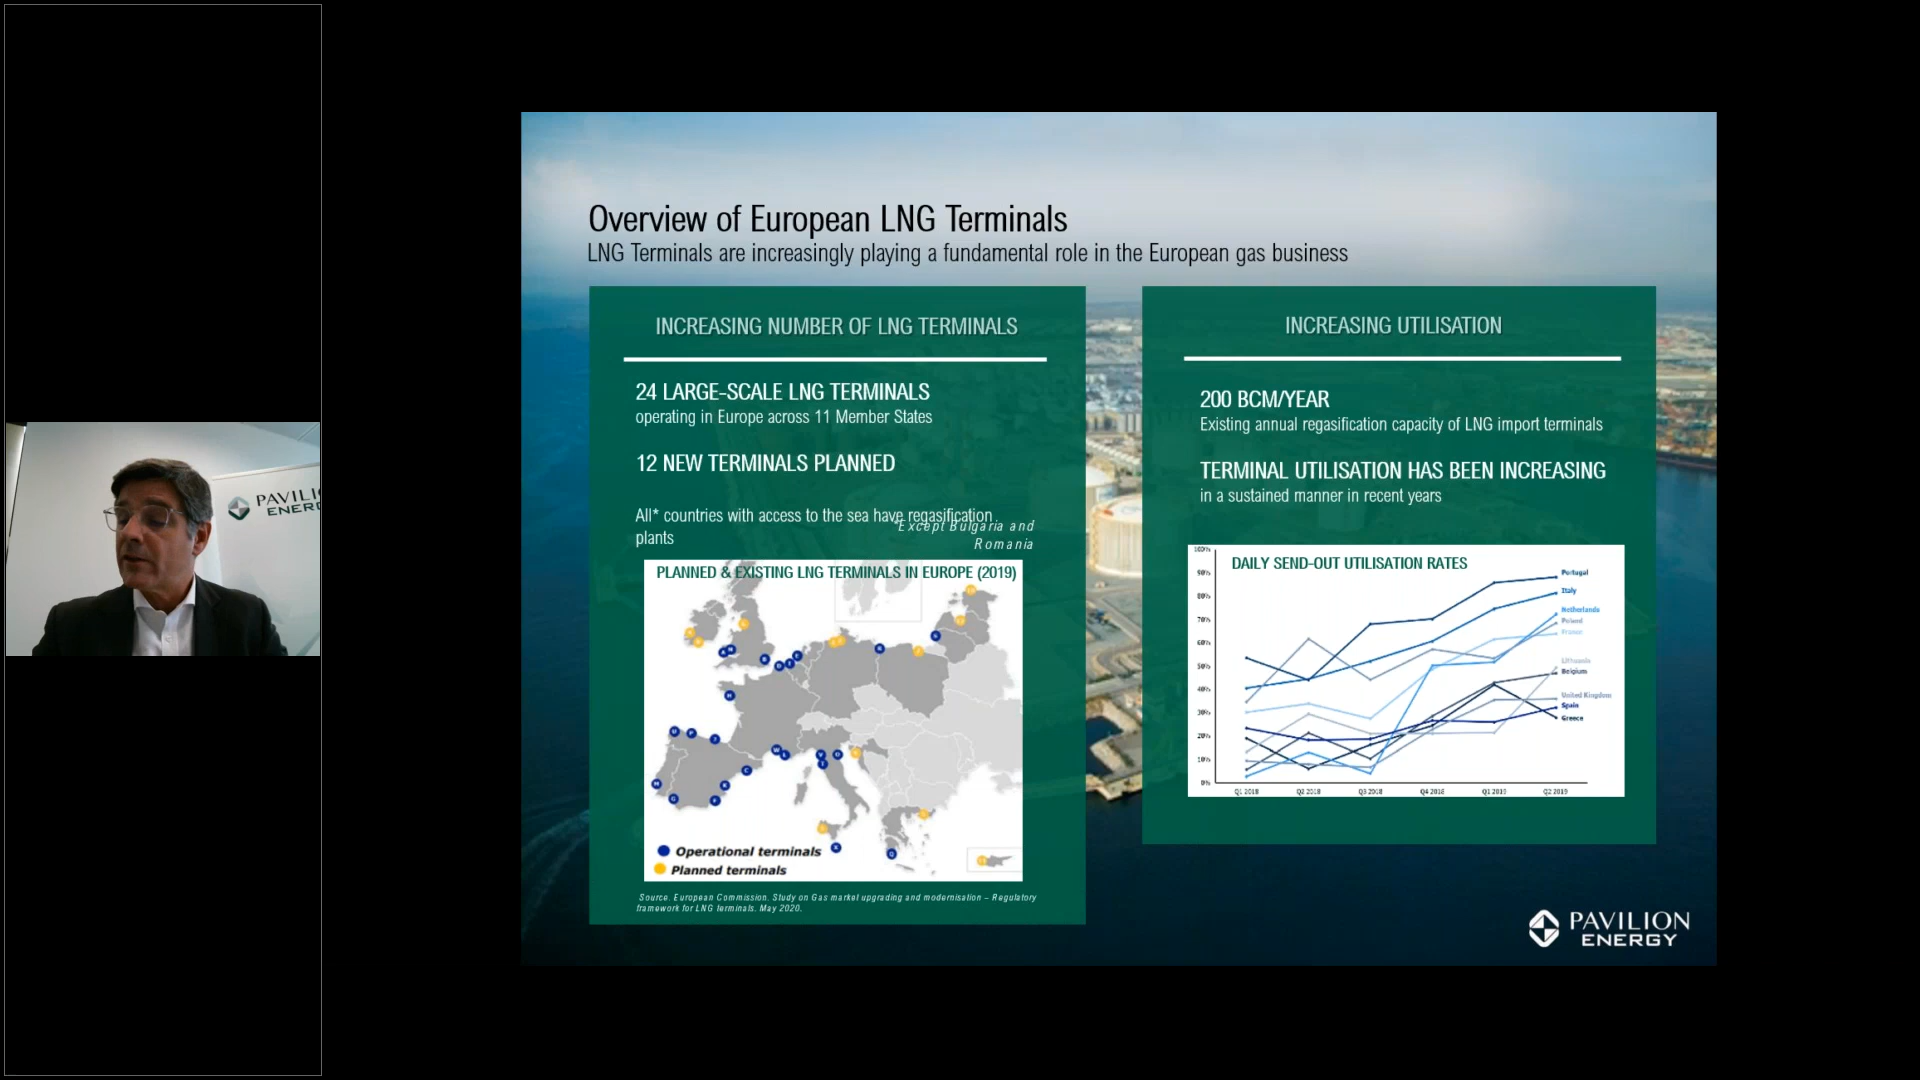 PAVILI
ENERG
Overview of European LNG Terminals
LNG Terminals are increasingly playing a fundamental role in the European gas business
INCREASING NUMBER OF LNG TERMINALS
24 LARGE-SCALE LNG TERMINALS
operating in Europe across 11 Member States
12 NEW TERMINALS PLANNED
All* countries with access to the sea have regasification
plants
*Except Bulgaria and
Romania
PLANNED & EXISTING LNG TERMINALS IN EUROPE (2019)
Operational terminals
Planned terminals
Source. European Commission. Study on Gas market upgrading and modernisation – Regulatory
framework for LNG terminals. May 2020.
INCREASING UTILISATION
200 BCM/YEAR
Existing annual regasification capacity of LNG import terminals
TERMINAL UTILISATION HAS BEEN INCREASING
in a sustained manner in recent years
DAILY SEND-OUT UTILISATION RATES
100%
90%
80%
70%
60%
50%
40%
30%
20%
10%
0%
Q1 2018
Q2 2018
Q3 2018
Q4 2018
Q1 2019
Q2 2019
Portugal
Italy
Netherlands
Poland
France
Lithuania
Belgium
United Kingdom
Spain
Greece
PAVILION
ENERGY